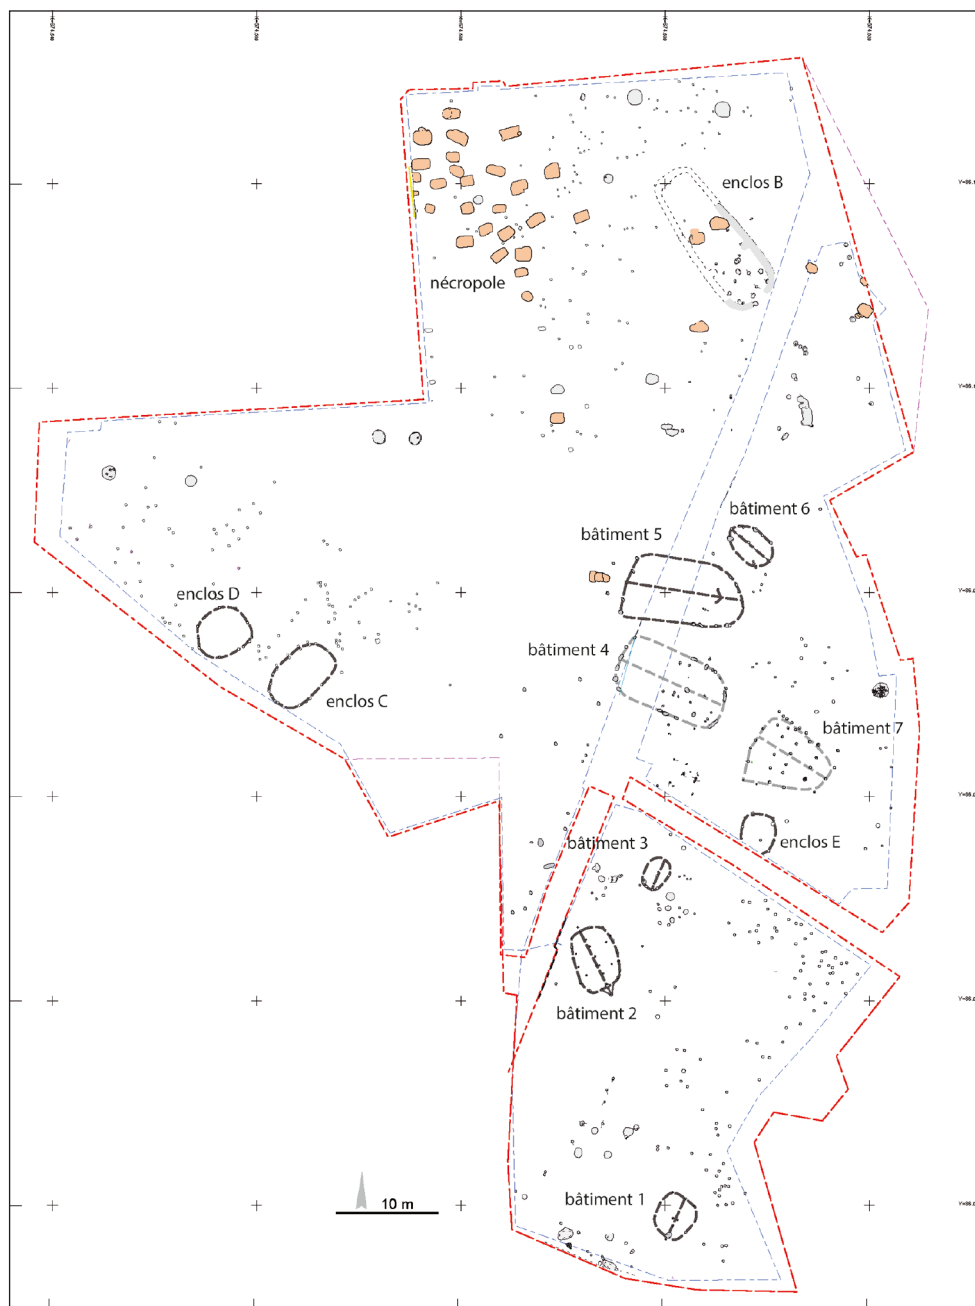 enclos B
nécropole
bâtiment 6
bâtiment 5
enclos D
bâtiment 4
enclos C
bâtiment 7
bâtiment 3
enclos E
bâtiment 2
bâtiment 1
10 m